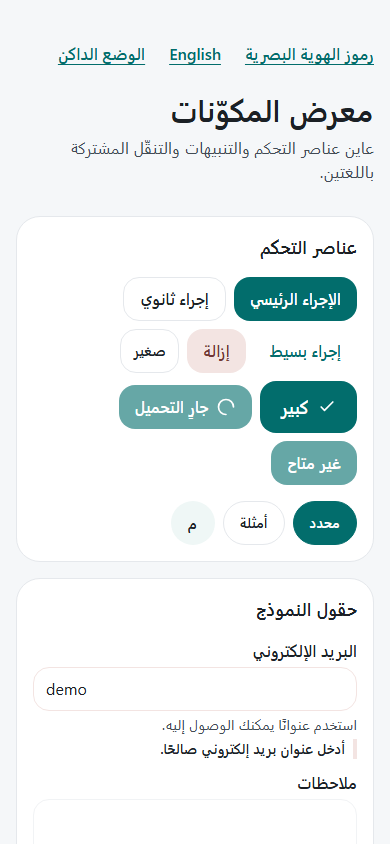 رموز الهوية البصرية English الوضع الداكن
معرض المكوّنات
عاين عناصر التحكم والتنبيهات والتنقّل المشتركة
باللغتين.
عناصر التحكم
الإجراء الرئيسي إجراء ثانوي
إجراء بسيط إزالة صغير
كبير جارٍ التحميل
غير متاح
محدد أمثلة م
حقول النموذج
البريد الإلكتروني
demo
استخدم عنوانًا يمكنك الوصول إليه.
أدخل عنوان بريد إلكتروني صالحًا.
ملاحظات